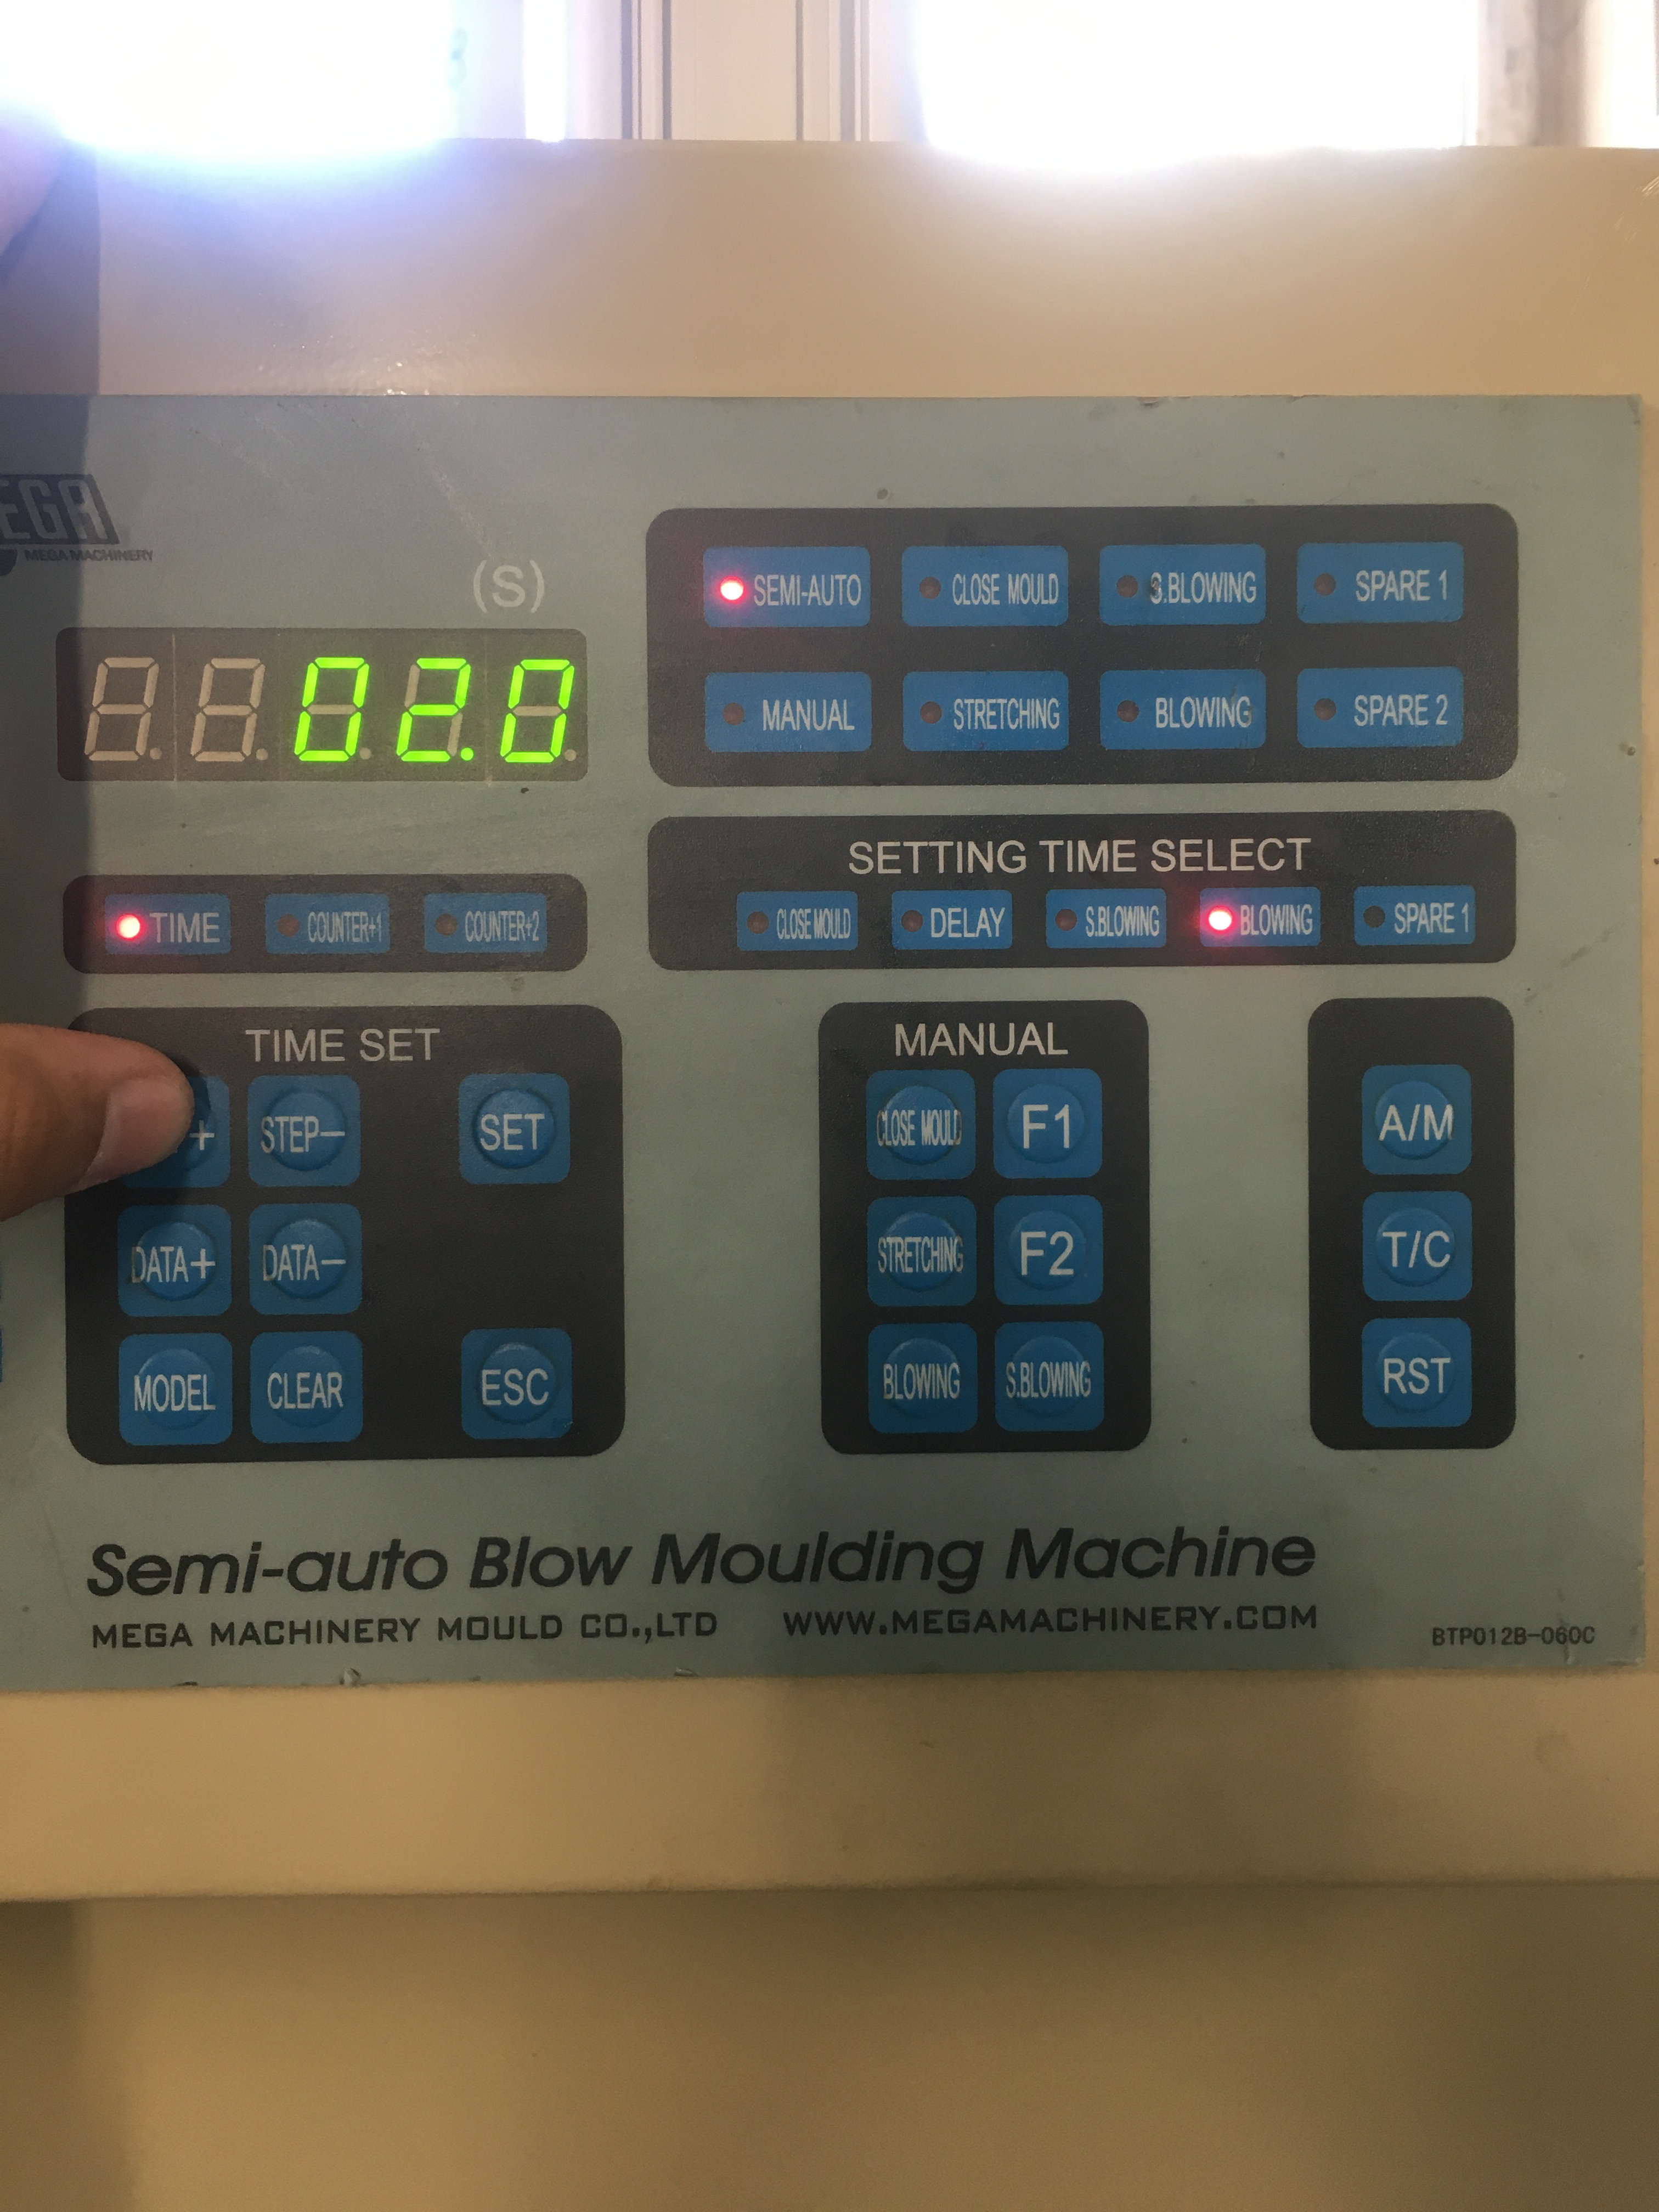 EGA
MEGA MACHINERY
(S)
02.0
SEMI-AUTO CLOSE MOULD S.BLOWING SPARE 1
MANUAL STRETCHING BLOWING SPARE 2
SETTING TIME SELECT
TIME COUNTER+1 COUNTER+2
CLOSE MOULD DELAY S.BLOWING BLOWING SPARE 1
TIME SET
+ STEP− SET
DATA+ DATA−
MODEL CLEAR ESC
MANUAL
CLOSE MOULD F1
STRETCHING F2
BLOWING S.BLOWING
A/M
T/C
RST
Semi-auto Blow Moulding Machine
MEGA MACHINERY MOULD CO.,LTD WWW.MEGAMACHINERY.COM
BTP012B-060C